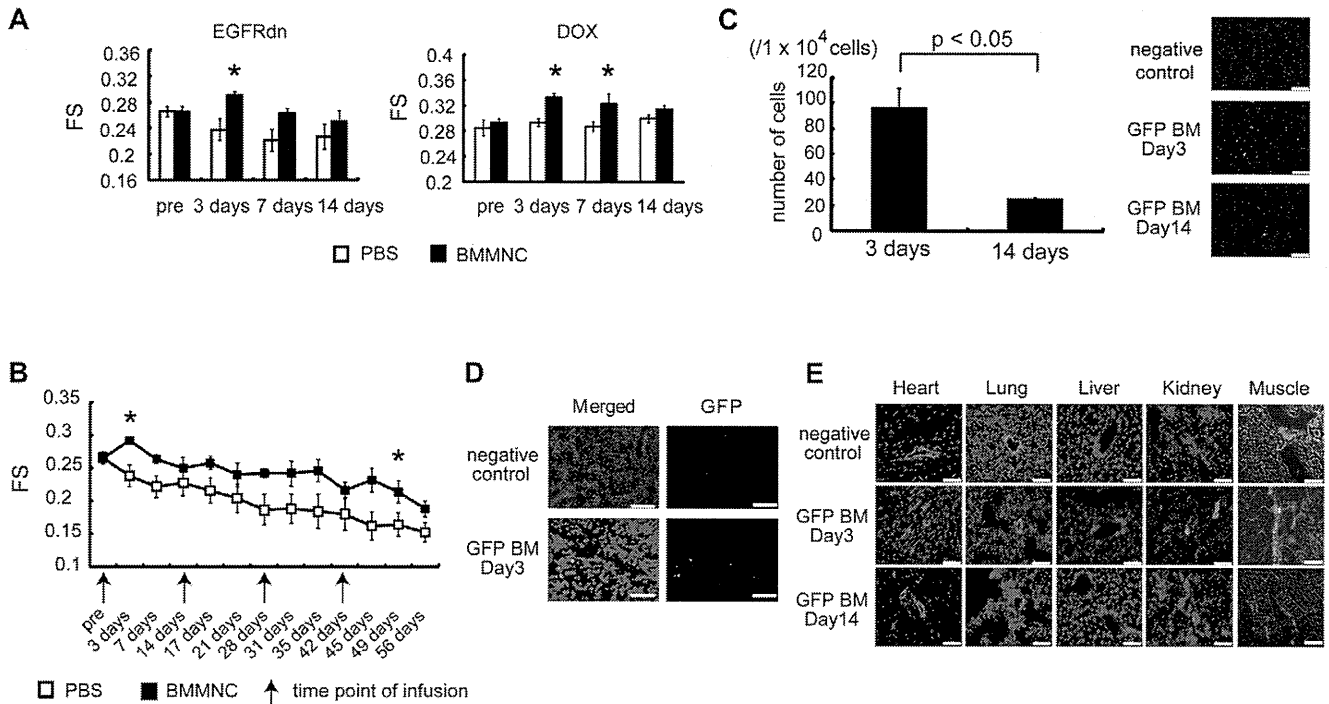 A
EGFRdn
FS
0.36
0.32
0.28
0.24
0.2
0.16
*
pre 3 days 7 days 14 days
DOX
FS
0.4
0.36
0.32
0.28
0.24
0.2
* *
pre 3 days 7 days 14 days
PBS BMMNC
C
(/1 x 10⁴ cells)
p < 0.05
number of cells
120
100
80
60
40
20
0
3 days 14 days
negative
control
GFP BM
Day3
GFP BM
Day14
B
FS
0.35
0.3
0.25
0.2
0.15
0.1
* *
pre
3 days
7 days
14 days
17 days
21 days
28 days
31 days
35 days
42 days
45 days
49 days
56 days
PBS BMMNC time point of infusion
D
Merged GFP
negative
control
GFP BM
Day3
E
Heart Lung Liver Kidney Muscle
negative
control
GFP BM
Day3
GFP BM
Day14